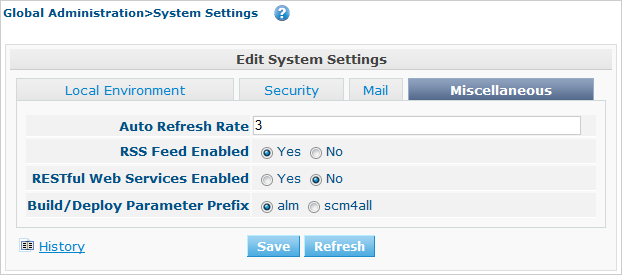 Global Administration>System Settings ?
Edit System Settings
Local Environment Security Mail Miscellaneous
Auto Refresh Rate 3
RSS Feed Enabled Yes No
RESTful Web Services Enabled Yes No
Build/Deploy Parameter Prefix alm scm4all
History Save Refresh